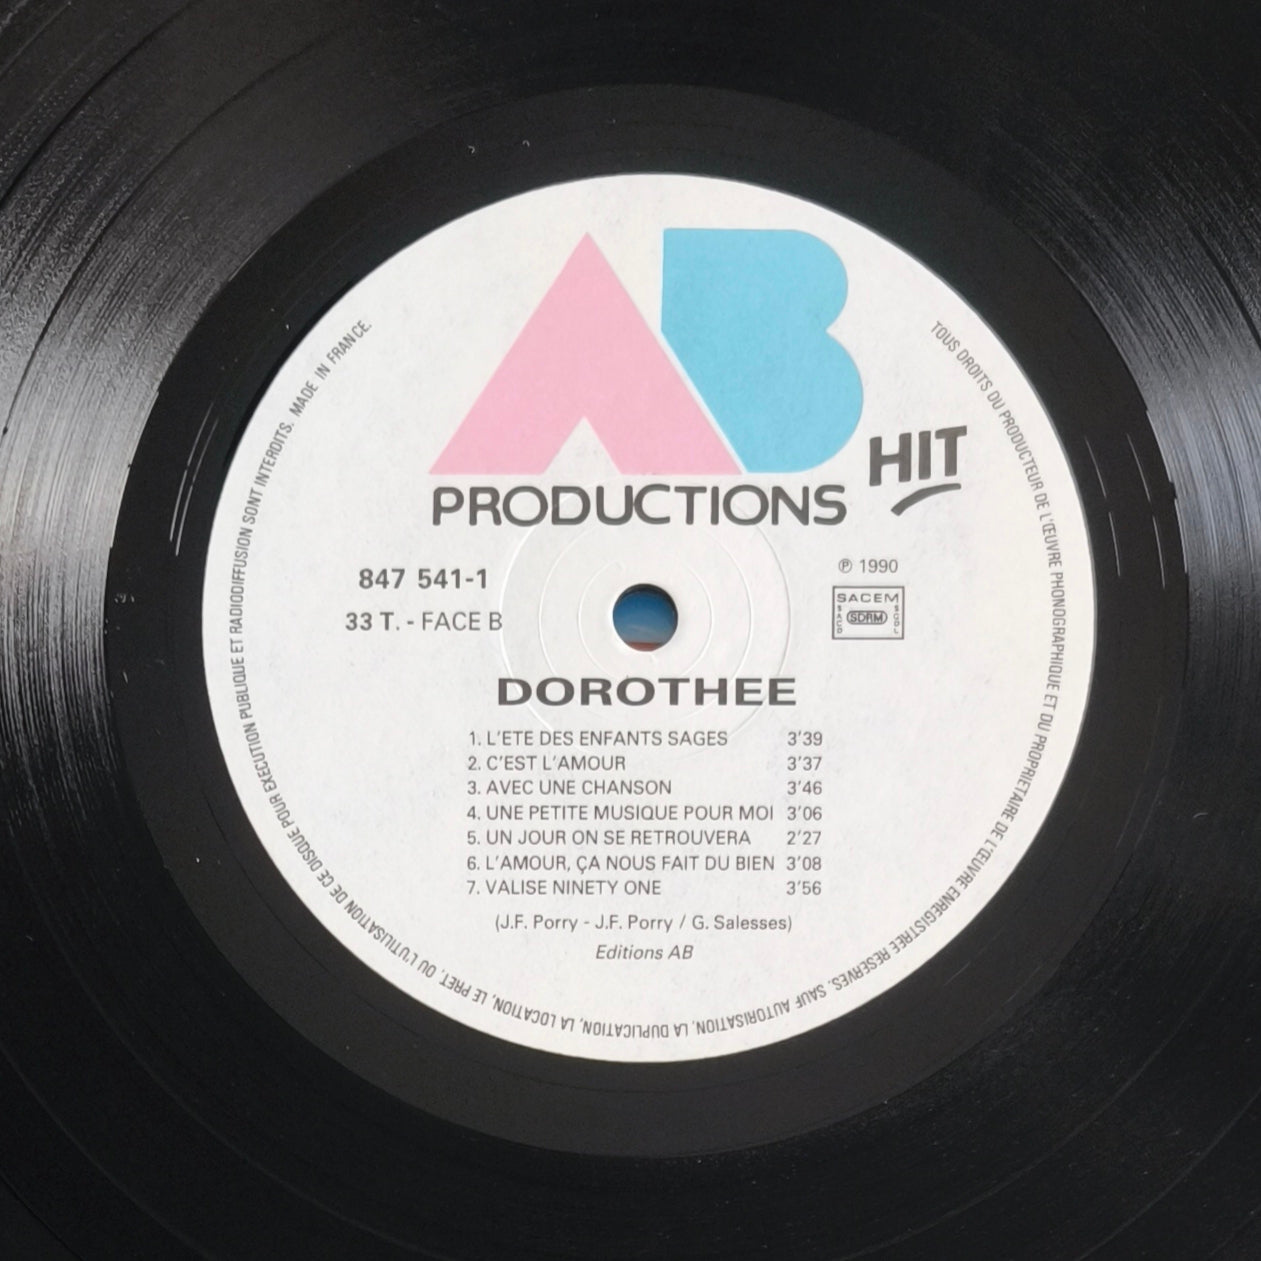 AB
PRODUCTIONS
HIT
847 541-1
33 T. - FACE B
℗ 1990
SACEM
SACD SDRM SGDL
DOROTHEE
1. L'ETE DES ENFANTS SAGES 3'39
2. C'EST L'AMOUR 3'37
3. AVEC UNE CHANSON 3'46
4. UNE PETITE MUSIQUE POUR MOI 3'06
5. UN JOUR ON SE RETROUVERA 2'27
6. L'AMOUR, ÇA NOUS FAIT DU BIEN 3'08
7. VALISE NINETY ONE 3'56
(J.F. Porry - J.F. Porry / G. Salesses)
Editions AB
TOUS DROITS DU PRODUCTEUR DE L'ŒUVRE PHONOGRAPHIQUE ET DU PROPRIETAIRE DE L'ŒUVRE ENREGISTREE RESERVES. SAUF AUTORISATION, LA DUPLICATION, LA LOCATION, LE PRET, OU L'UTILISATION DE CE DISQUE POUR EXECUTION PUBLIQUE ET RADIODIFFUSION SONT INTERDITS. MADE IN FRANCE.